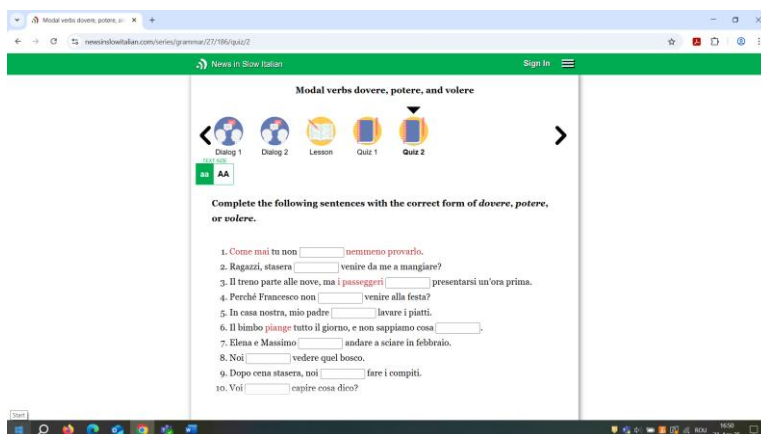 Modal verbs dovere, potere, an
newsinslowitalian.com/series/grammar/27/186/quiz/2
News in Slow Italian
Sign In
Modal verbs dovere, potere, and volere
Dialog 1 Dialog 2 Lesson Quiz 1 Quiz 2
TEXT SIZE
aa AA
Complete the following sentences with the correct form of dovere, potere,
or volere.
1. Come mai tu non nemmeno provarlo.
2. Ragazzi, stasera venire da me a mangiare?
3. Il treno parte alle nove, ma i passeggeri presentarsi un'ora prima.
4. Perché Francesco non venire alla festa?
5. In casa nostra, mio padre lavare i piatti.
6. Il bimbo piange tutto il giorno, e non sappiamo cosa .
7. Elena e Massimo andare a sciare in febbraio.
8. Noi vedere quel bosco.
9. Dopo cena stasera, noi fare i compiti.
10. Voi capire cosa dico?
Start
ROU
16:50